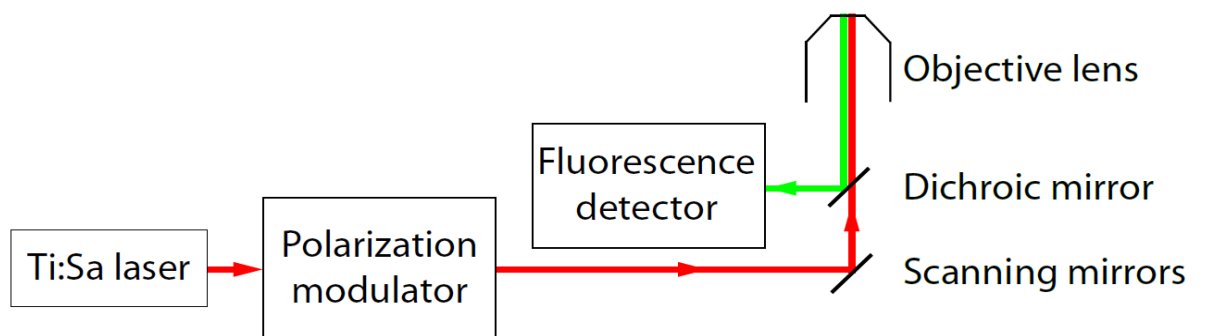 Objective lens
Fluorescence
detector
Dichroic mirror
Ti:Sa laser
Polarization
modulator
Scanning mirrors